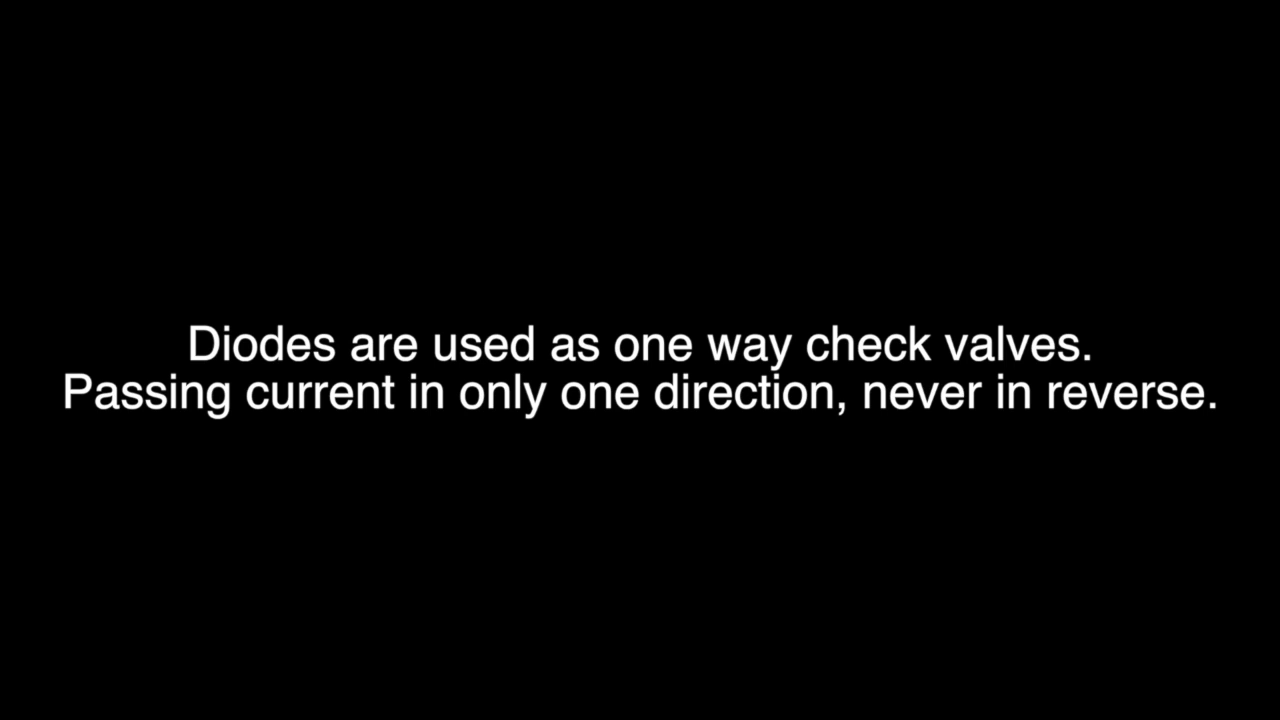 Diodes are used as one way check valves.
Passing current in only one direction, never in reverse.